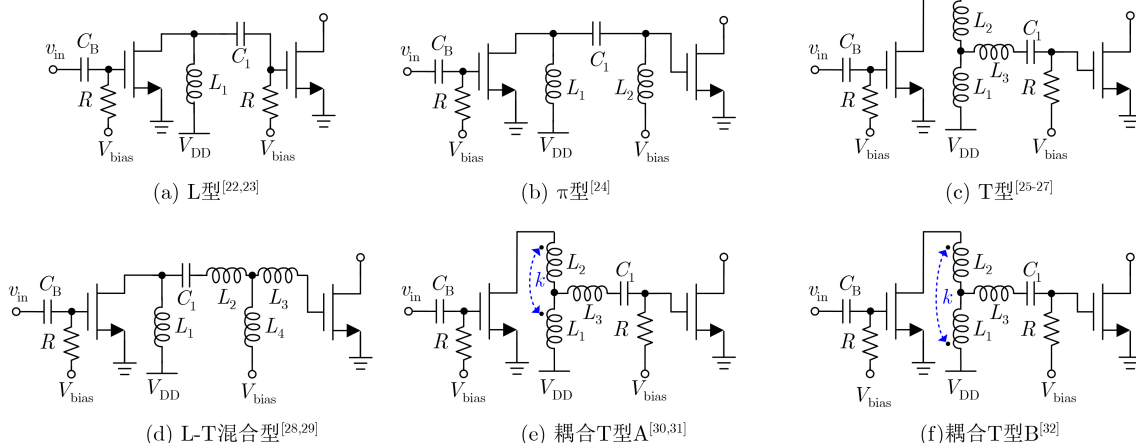 v_in C_B R V_bias L_1 V_DD C_1 R V_bias
(a) L型[22,23]
v_in C_B R V_bias L_1 V_DD C_1 L_2 V_bias
(b) π型[24]
v_in C_B R V_bias L_2 L_1 V_DD L_3 C_1 R V_bias
(c) T型[25-27]
v_in C_B R V_bias L_1 V_DD C_1 L_2 L_3 L_4 V_bias
(d) L-T混合型[28,29]
v_in C_B R V_bias k L_2 L_1 V_DD L_3 C_1 R V_bias
(e) 耦合T型A[30,31]
v_in C_B R V_bias k L_2 L_1 V_DD L_3 C_1 R V_bias
(f)耦合T型B[32]